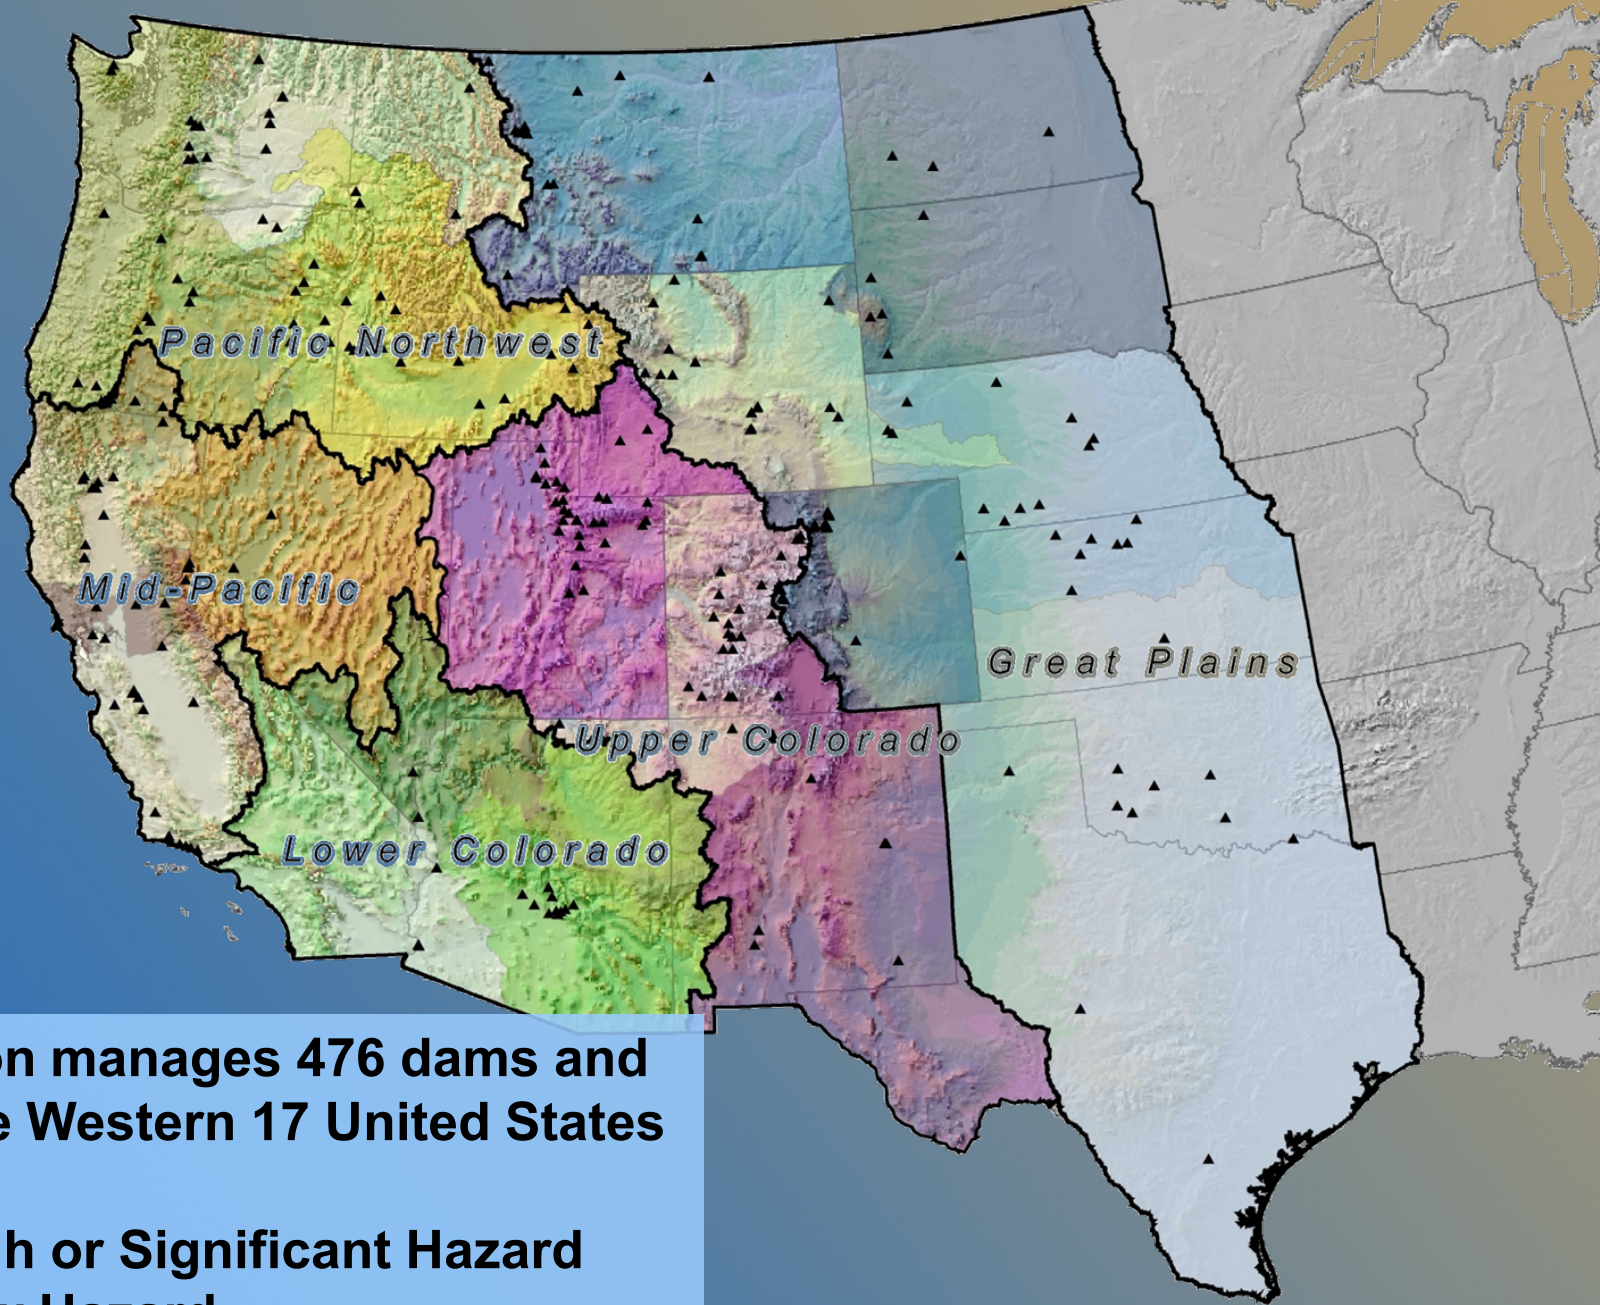 Pacific Northwest
Mid-Pacific
Great Plains
Upper Colorado
Lower Colorado
on manages 476 dams and
e Western 17 United States
h or Significant Hazard
Hazard